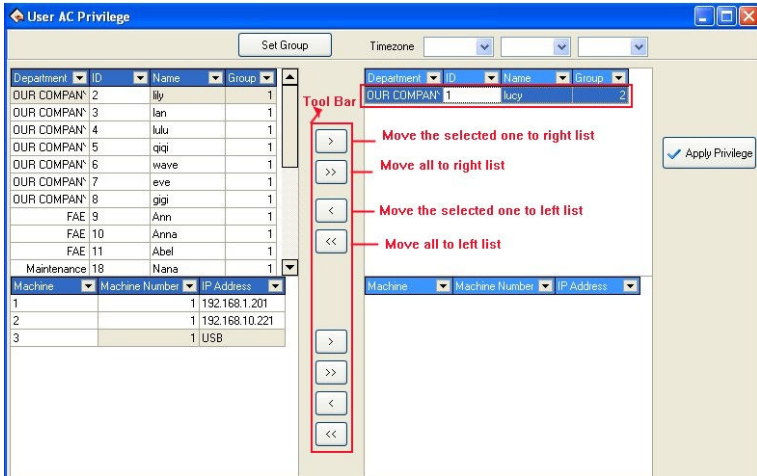 User AC Privilege
Set Group
Timezone
Department ID Name Group
OUR COMPAN 2 lily 1
OUR COMPAN 3 lan 1
OUR COMPAN 4 lulu 1
OUR COMPAN 5 qiqi 1
OUR COMPAN 6 wave 1
OUR COMPAN 7 eve 1
OUR COMPAN 8 gigi 1
FAE 9 Ann 1
FAE 10 Anna 1
FAE 11 Abel 1
Maintenance 18 Nana 1
Machine Machine Number IP Address
1 1 192.168.1.201
2 1 192.168.10.221
3 1 USB
Tool Bar
>
>>
<
<<
>
>>
<
<<
Department ID Name Group
OUR COMPAN 1 lucy 2
Move the selected one to right list
Move all to right list
Move the selected one to left list
Move all to left list
Machine Machine Number IP Address
Apply Privilege